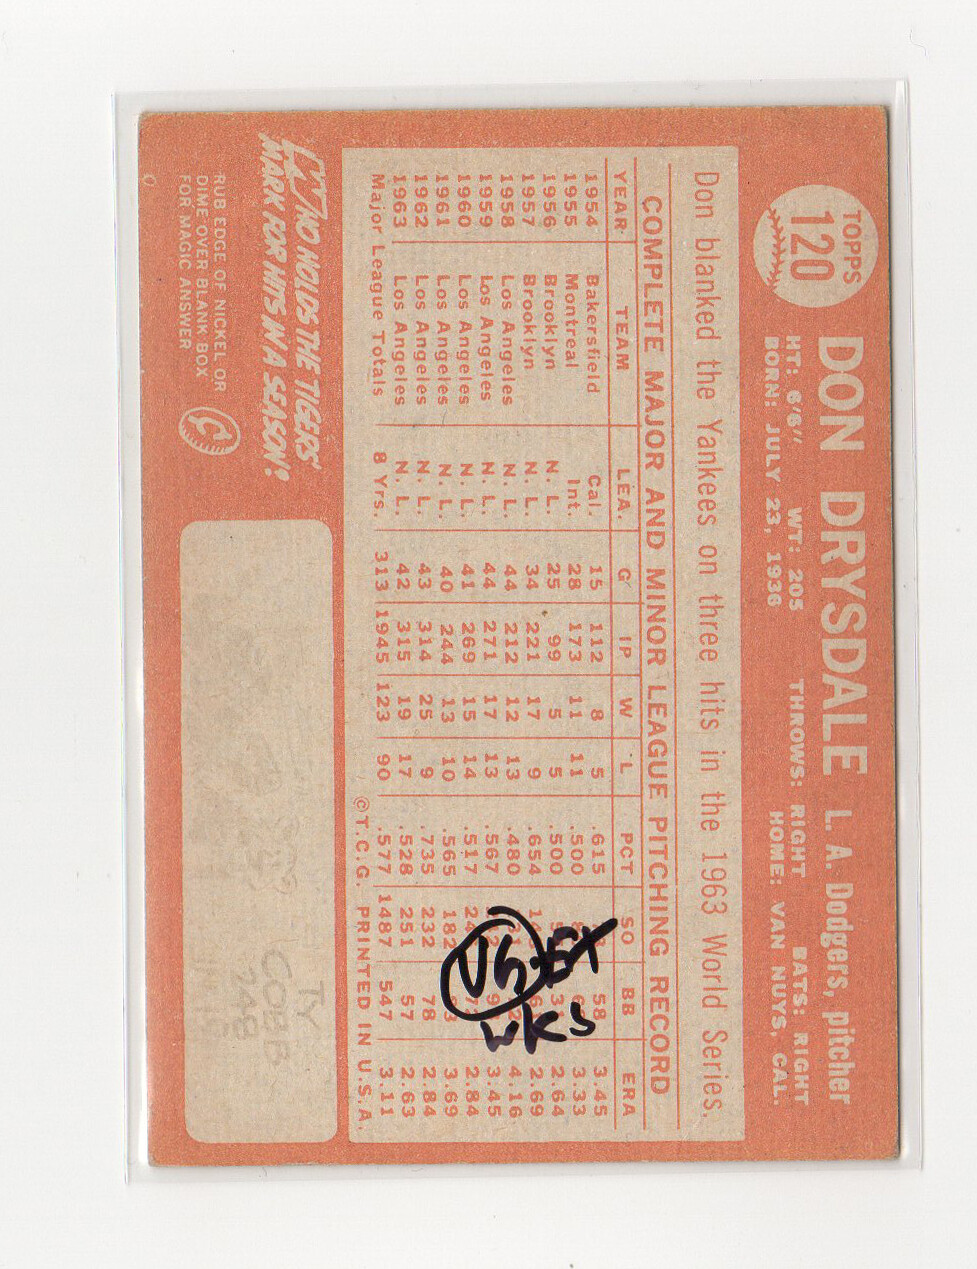 TOPPS
120
DON DRYSDALE L. A. Dodgers, pitcher
HT: 6'6" WT: 205 THROWS: RIGHT BATS: RIGHT
BORN: JULY 23, 1936 HOME: VAN NUYS, CAL.
Don blanked the Yankees on three hits in the 1963 World Series.
COMPLETE MAJOR AND MINOR LEAGUE PITCHING RECORD
YEAR TEAM LEA. G IP W L PCT SO BB ERA
1954 Bakersfield Cal. 15 112 8 5 .615 58 3.45
1955 Montreal Int. 28 173 11 11 .500 3.33
1956 Brooklyn N. L. 25 99 5 5 .500 2.64
1957 Brooklyn N. L. 34 221 17 9 .654 2.69
1958 Los Angeles N. L. 44 212 12 13 .480 4.16
1959 Los Angeles N. L. 44 271 17 13 .567 3.45
1960 Los Angeles N. L. 41 269 15 14 .517 2.84
1961 Los Angeles N. L. 40 244 13 10 .565 182 3.69
1962 Los Angeles N. L. 43 314 25 9 .735 232 78 2.84
1963 Los Angeles N. L. 42 315 19 17 .528 251 57 2.63
Major League Totals 8 Yrs. 313 1945 123 90 .577 1487 547 3.11
©T.C.G. PRINTED IN U.S.A.
VG-EX
WKS
WHO HOLDS THE TIGERS'
MARK FOR HITS IN A SEASON?
RUB EDGE OF NICKEL OR
DIME OVER BLANK BOX
FOR MAGIC ANSWER
TY
COBB
248